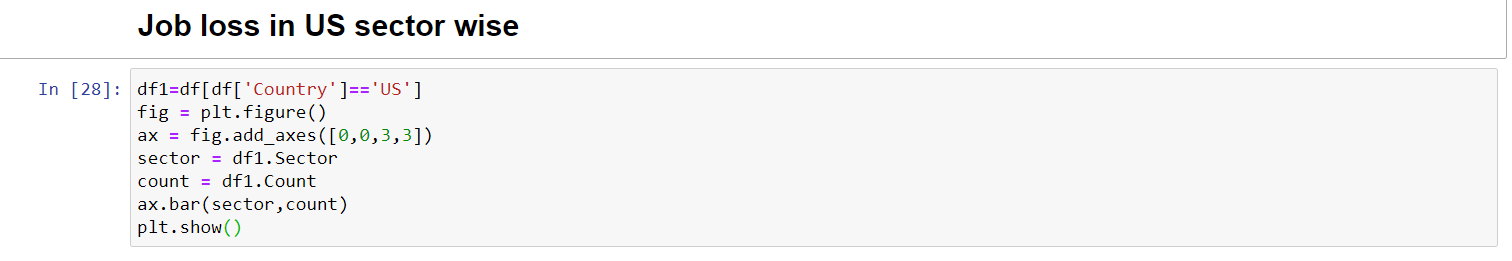 Job loss in US sector wise
In [28]: df1=df[df['Country']=='US']
fig = plt.figure()
ax = fig.add_axes([0,0,3,3])
sector = df1.Sector
count = df1.Count
ax.bar(sector,count)
plt.show()